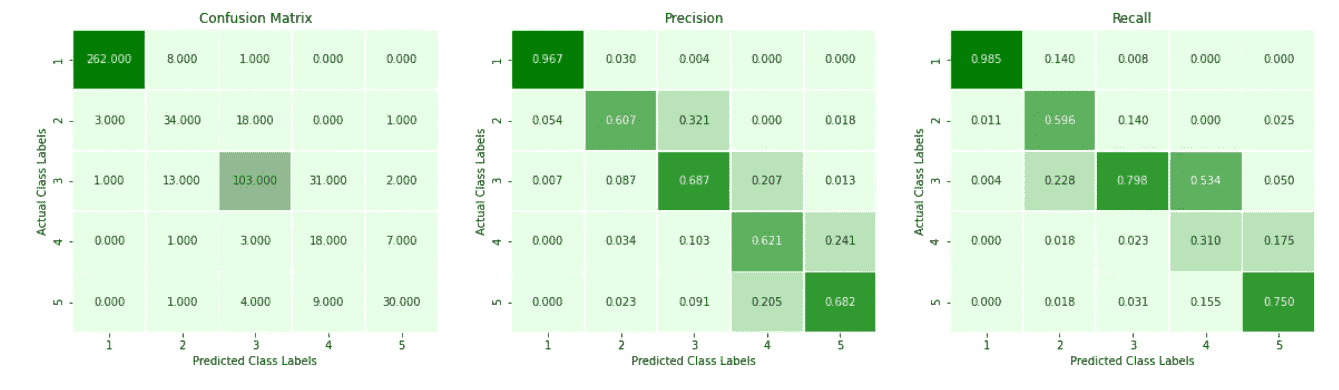 Confusion Matrix
Actual Class Labels
1 262.000 8.000 1.000 0.000 0.000
2 3.000 34.000 18.000 0.000 1.000
3 1.000 13.000 103.000 31.000 2.000
4 0.000 1.000 3.000 18.000 7.000
5 0.000 1.000 4.000 9.000 30.000
1 2 3 4 5
Predicted Class Labels
Precision
Actual Class Labels
1 0.967 0.030 0.004 0.000 0.000
2 0.054 0.607 0.321 0.000 0.018
3 0.007 0.087 0.687 0.207 0.013
4 0.000 0.034 0.103 0.621 0.241
5 0.000 0.023 0.091 0.205 0.682
1 2 3 4 5
Predicted Class Labels
Recall
Actual Class Labels
1 0.985 0.140 0.008 0.000 0.000
2 0.011 0.596 0.140 0.000 0.025
3 0.004 0.228 0.798 0.534 0.050
4 0.000 0.018 0.023 0.310 0.175
5 0.000 0.018 0.031 0.155 0.750
1 2 3 4 5
Predicted Class Labels